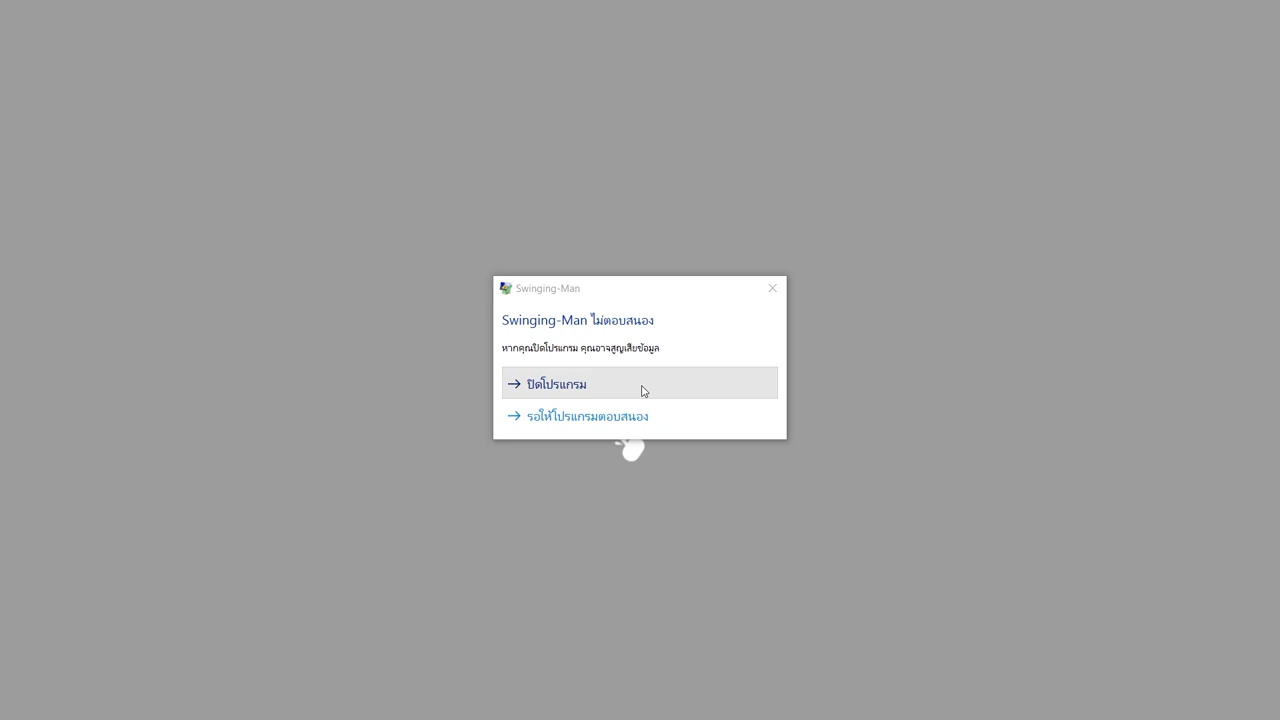 Swinging-Man
Swinging-Man ไม่ตอบสนอง
หากคุณปิดโปรแกรม คุณอาจสูญเสียข้อมูล
ปิดโปรแกรม
รอให้โปรแกรมตอบสนอง